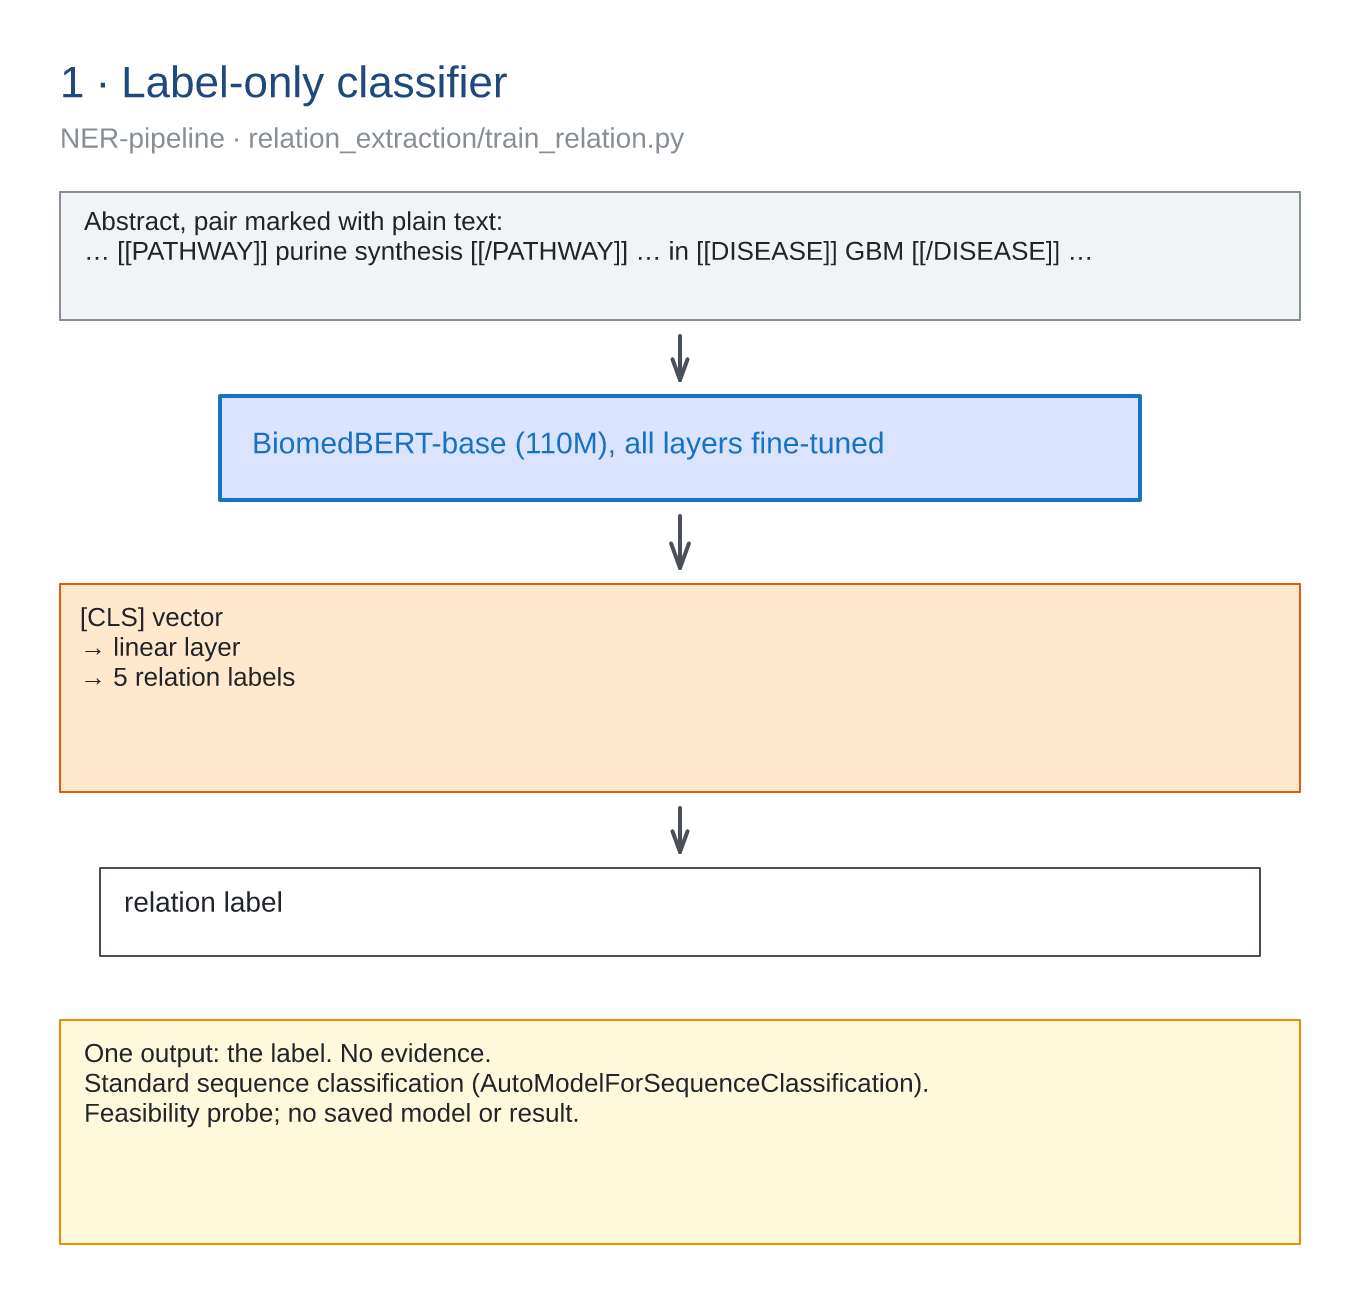 1 · Label-only classifier
NER-pipeline · relation_extraction/train_relation.py
Abstract, pair marked with plain text:
… [[PATHWAY]] purine synthesis [[/PATHWAY]] … in [[DISEASE]] GBM [[/DISEASE]] …
BiomedBERT-base (110M), all layers fine-tuned
[CLS] vector
→ linear layer
→ 5 relation labels
relation label
One output: the label. No evidence.
Standard sequence classification (AutoModelForSequenceClassification).
Feasibility probe; no saved model or result.